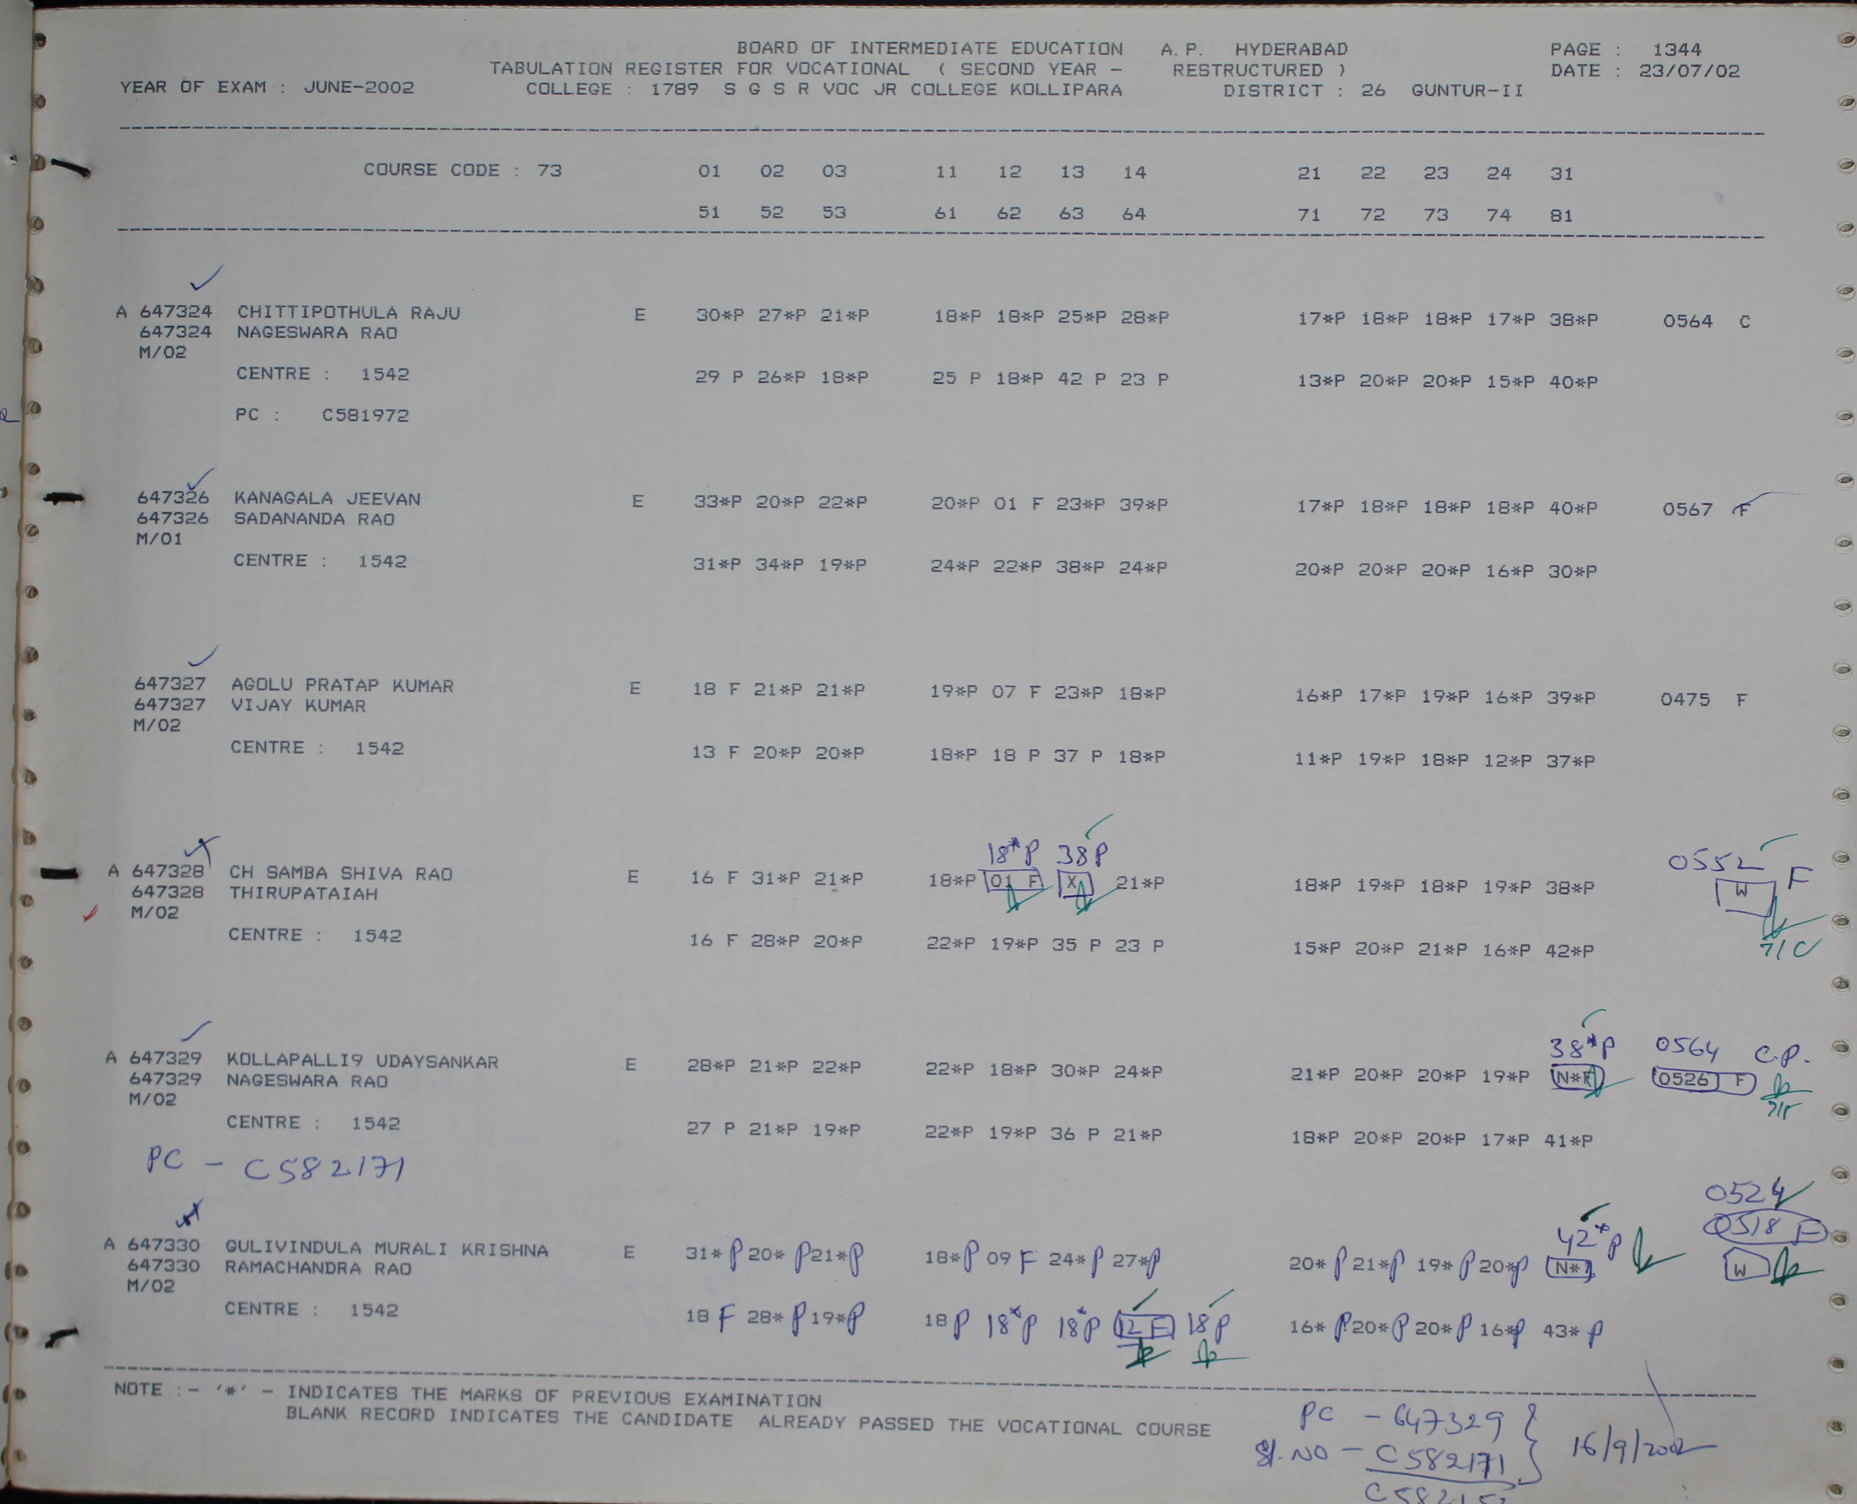 BOARD OF INTERMEDIATE EDUCATION A.P. HYDERABAD PAGE : 1344
TABULATION REGISTER FOR VOCATIONAL ( SECOND YEAR - RESTRUCTURED ) DATE : 23/07/02
YEAR OF EXAM : JUNE-2002 COLLEGE : 1789 S G S R VOC JR COLLEGE KOLLIPARA DISTRICT : 26 GUNTUR-II
COURSE CODE : 73 01 02 03 11 12 13 14 21 22 23 24 31
51 52 53 61 62 63 64 71 72 73 74 81
A 647324 CHITTIPOTHULA RAJU E 30*P 27*P 21*P 18*P 18*P 25*P 28*P 17*P 18*P 18*P 17*P 38*P 0564 C
647324 NAGESWARA RAO
M/02
CENTRE : 1542 29 P 26*P 18*P 25 P 18*P 42 P 23 P 13*P 20*P 20*P 15*P 40*P
PC : C581972
647326 KANAGALA JEEVAN E 33*P 20*P 22*P 20*P 01 F 23*P 39*P 17*P 18*P 18*P 18*P 40*P 0567 F
647326 SADANANDA RAO
M/01
CENTRE : 1542 31*P 34*P 19*P 24*P 22*P 38*P 24*P 20*P 20*P 20*P 16*P 30*P
647327 AGOLU PRATAP KUMAR E 18 F 21*P 21*P 19*P 07 F 23*P 18*P 16*P 17*P 19*P 16*P 39*P 0475 F
647327 VIJAY KUMAR
M/02
CENTRE : 1542 13 F 20*P 20*P 18*P 18 P 37 P 18*P 11*P 19*P 18*P 12*P 37*P
18*P 38P 0552 F
A 647328 CH SAMBA SHIVA RAO E 16 F 31*P 21*P 18*P 01 F X 21*P 18*P 19*P 18*P 19*P 38*P W
647328 THIRUPATAIAH
M/02
CENTRE : 1542 16 F 28*P 20*P 22*P 19*P 35 P 23 P 15*P 20*P 21*P 16*P 42*P
38*P 0564 C.P.
A 647329 KOLLAPALLI9 UDAYSANKAR E 28*P 21*P 22*P 22*P 18*P 30*P 24*P 21*P 20*P 20*P 19*P N*F 0526 F
647329 NAGESWARA RAO
M/02
CENTRE : 1542 27 P 21*P 19*P 22*P 19*P 36 P 21*P 18*P 20*P 20*P 17*P 41*P
PC - C582171
0524
42*P 0518 F
A 647330 GULIVINDULA MURALI KRISHNA E 31*P 20*P 21*P 18*P 09 F 24*P 27*P 20*P 21*P 19*P 20*P N* W
647330 RAMACHANDRA RAO
M/02
CENTRE : 1542 18 F 28*P 19*P 18 P 18*P 18*P 12 F 18P 16*P 20*P 20*P 16*P 43*P
NOTE :- '*' - INDICATES THE MARKS OF PREVIOUS EXAMINATION
BLANK RECORD INDICATES THE CANDIDATE ALREADY PASSED THE VOCATIONAL COURSE
PC - 647329
Sl. NO - C582171 16/9/2002